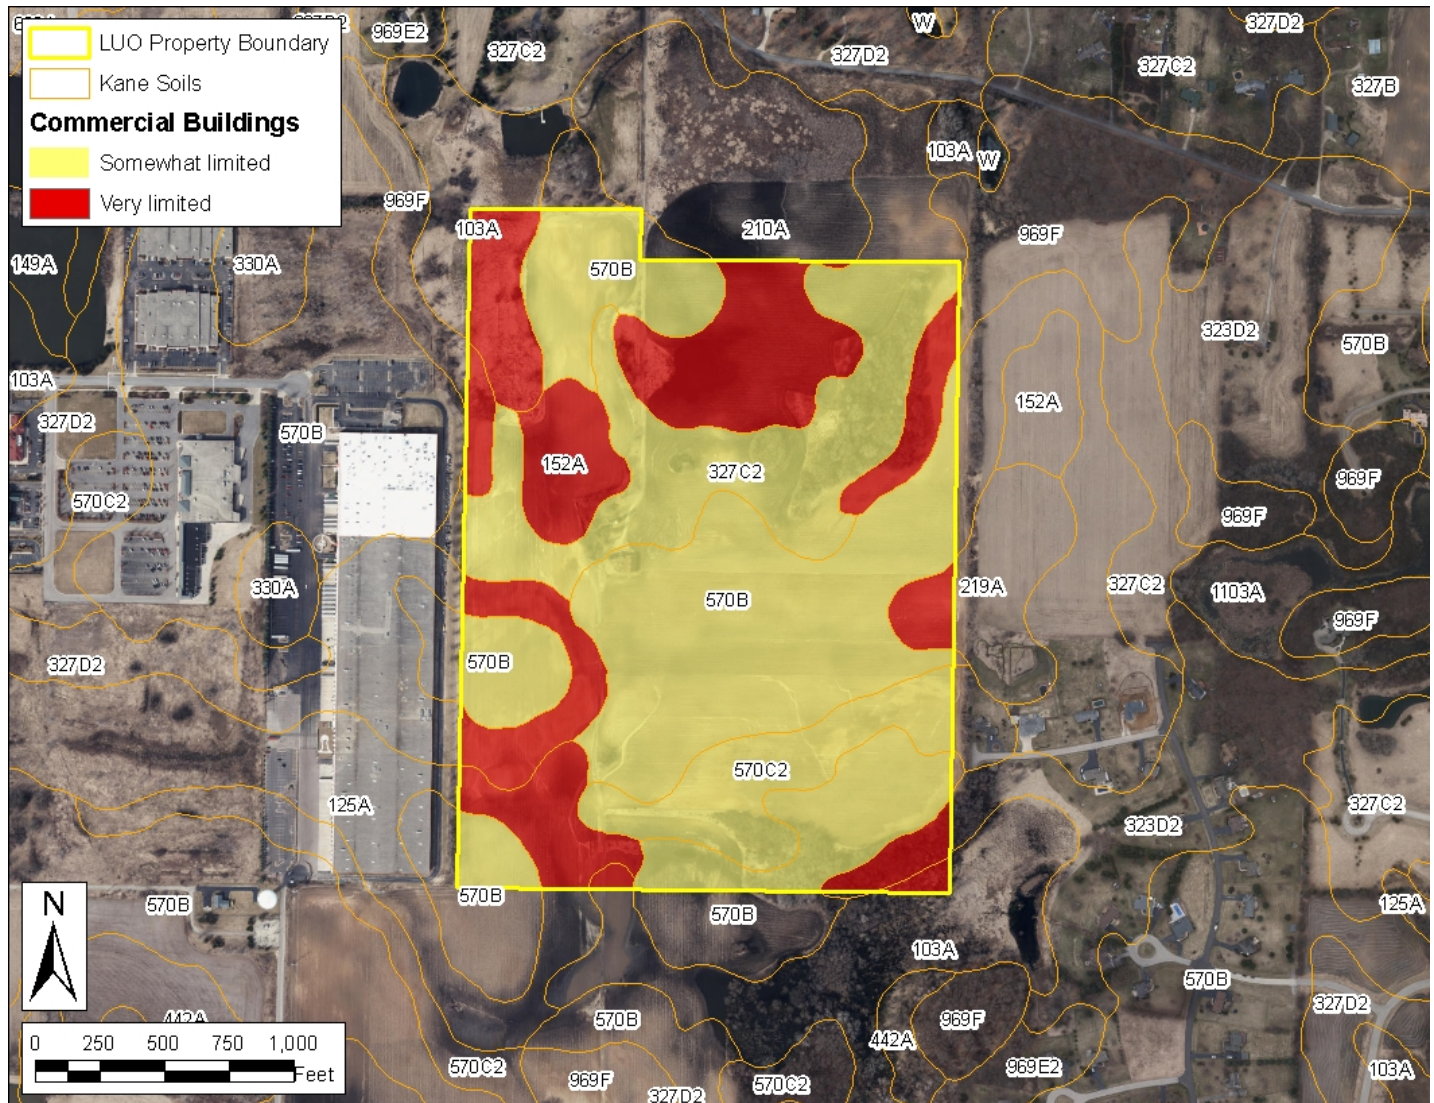 LUO Property Boundary
Kane Soils
Commercial Buildings
Somewhat limited
Very limited
327D2
969E2
327C2
W
327D2
327D2
327C2
327B
103A
W
969F
103A
210A
969F
149A
330A
570B
323D2
570B
103A
327D2
570B
152A
152A
327C2
570C2
969F
969F
330A
570B
219A
327C2
1103A
969F
327D2
570B
570C2
125A
323D2
327C2
570B
570B
570B
125A
103A
570B
327D2
442A
570B
969F
442A
570C2
969F
327D2
570C2
969E2
103A
N
0 250 500 750 1,000
Feet